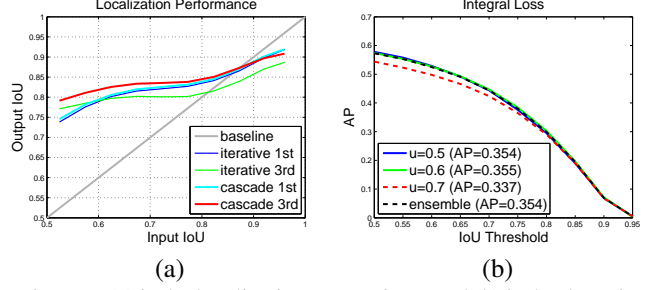 Localization Performance
1
0.95
0.9
0.85
0.8
0.75
0.7
0.65
0.6
0.55
0.5
Output IoU
baseline
iterative 1st
iterative 3rd
cascade 1st
cascade 3rd
0.5 0.6 0.7 0.8 0.9 1
Input IoU
(a)
Integral Loss
0.7
0.6
0.5
0.4
0.3
0.2
0.1
0
AP
u=0.5 (AP=0.354)
u=0.6 (AP=0.355)
u=0.7 (AP=0.337)
ensemble (AP=0.354)
0.5 0.55 0.6 0.65 0.7 0.75 0.8 0.85 0.9 0.95
IoU Threshold
(b)